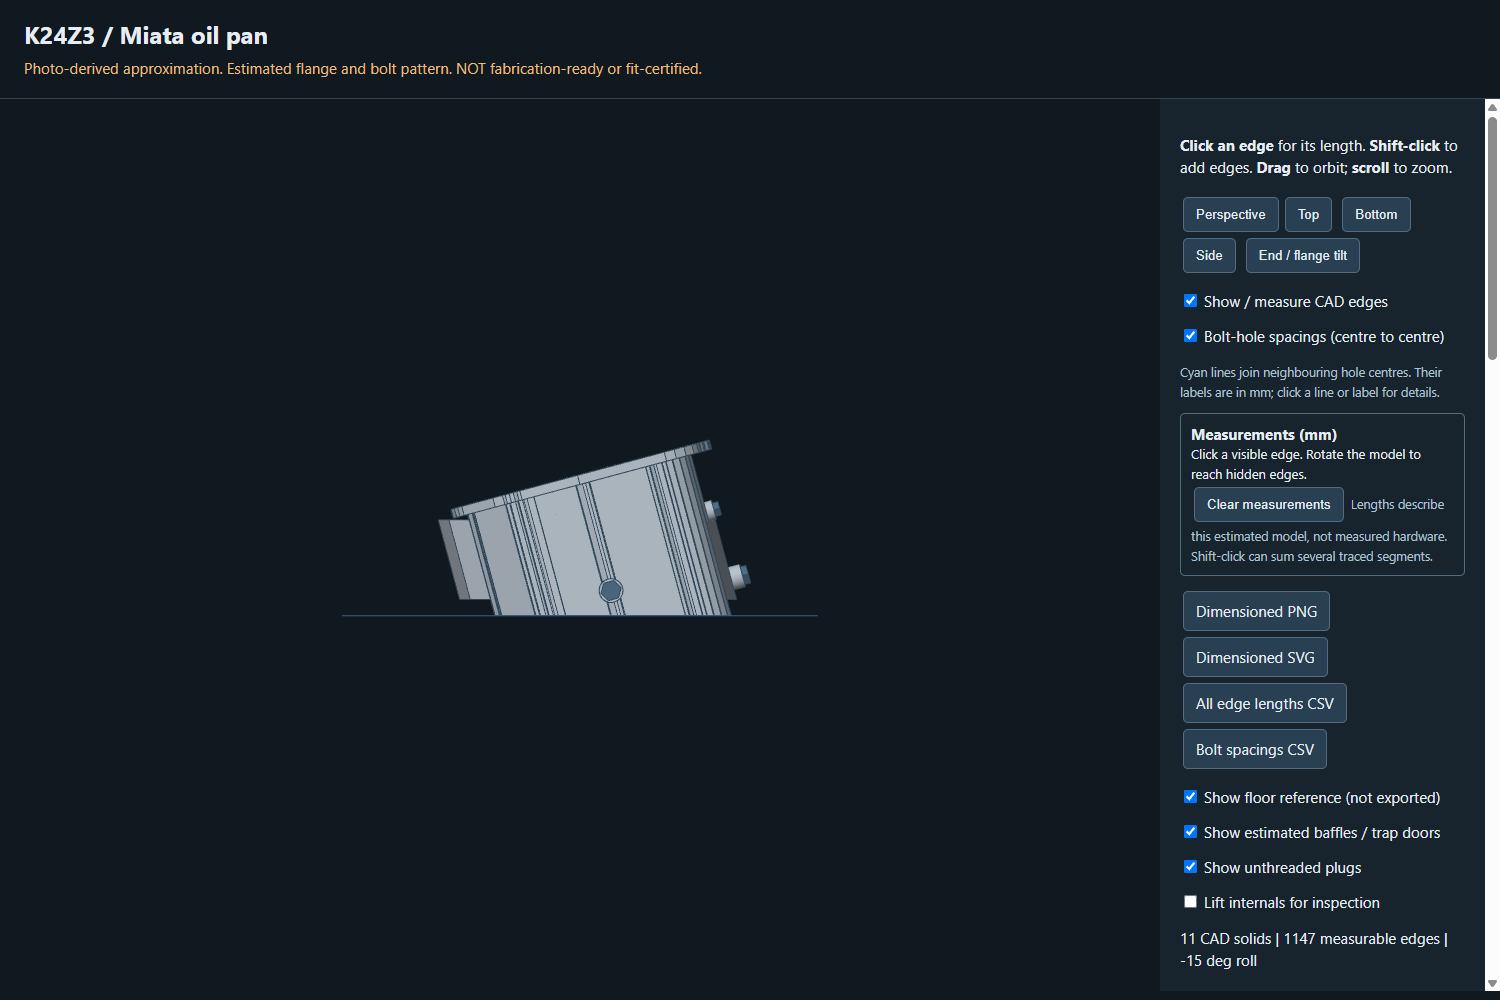 K24Z3 / Miata oil pan
Photo-derived approximation. Estimated flange and bolt pattern. NOT fabrication-ready or fit-certified.
Click an edge for its length. Shift-click to
add edges. Drag to orbit; scroll to zoom.
Perspective
Top
Bottom
Side
End / flange tilt
Show / measure CAD edges
Bolt-hole spacings (centre to centre)
Cyan lines join neighbouring hole centres. Their
labels are in mm; click a line or label for details.
Measurements (mm)
Click a visible edge. Rotate the model to
reach hidden edges.
Clear measurements
Lengths describe
this estimated model, not measured hardware.
Shift-click can sum several traced segments.
Dimensioned PNG
Dimensioned SVG
All edge lengths CSV
Bolt spacings CSV
Show floor reference (not exported)
Show estimated baffles / trap doors
Show unthreaded plugs
Lift internals for inspection
11 CAD solids | 1147 measurable edges |
-15 deg roll